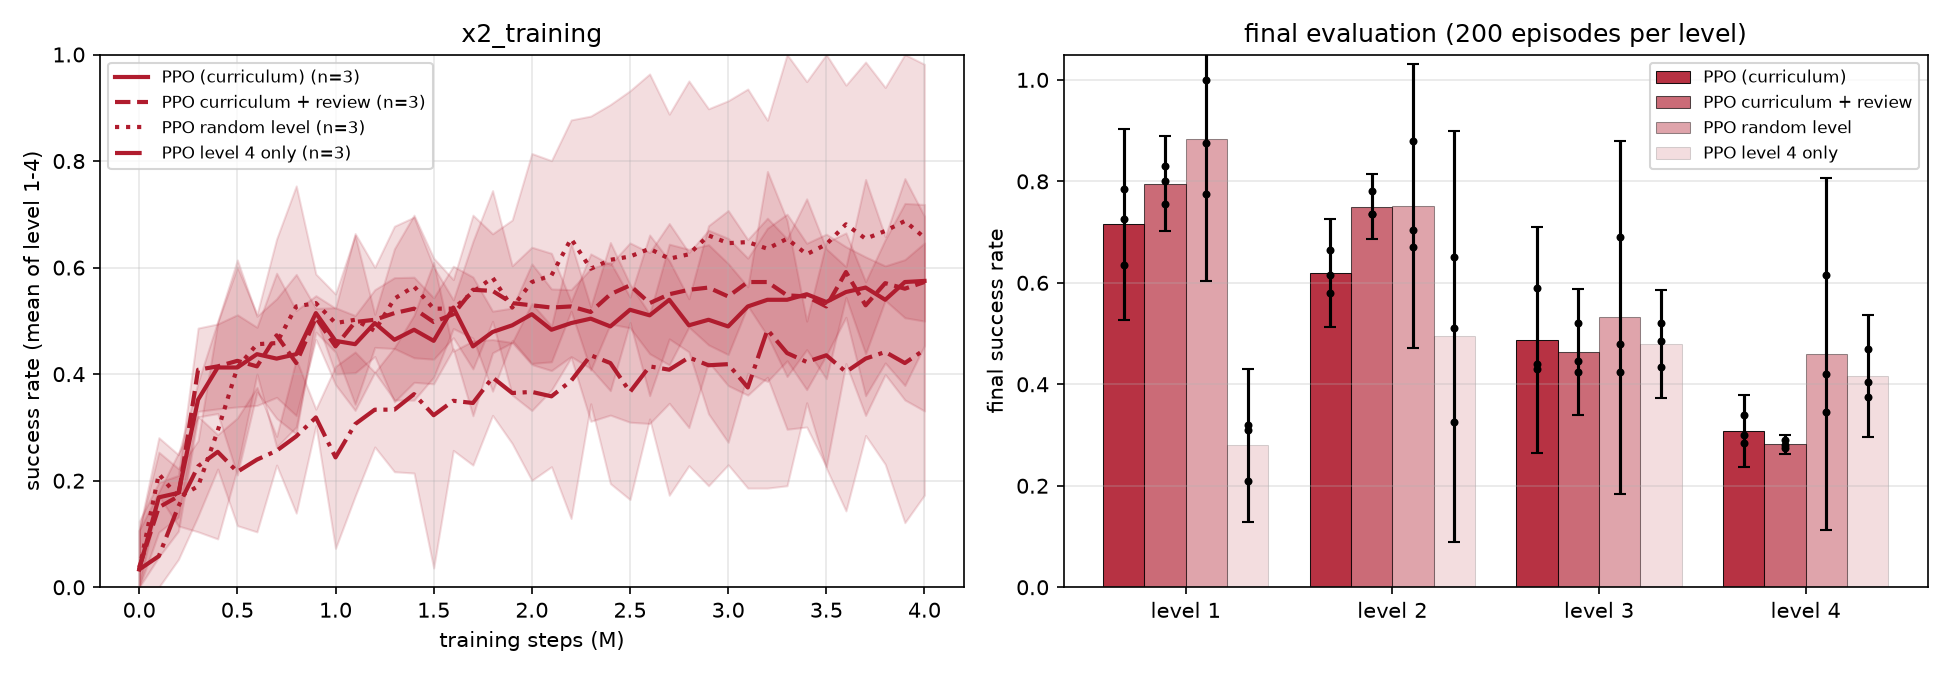 x2_training
success rate (mean of level 1-4)
1.0
0.8
0.6
0.4
0.2
0.0
PPO (curriculum) (n=3)
PPO curriculum + review (n=3)
PPO random level (n=3)
PPO level 4 only (n=3)
0.0 0.5 1.0 1.5 2.0 2.5 3.0 3.5 4.0
training steps (M)
final evaluation (200 episodes per level)
final success rate
1.0
0.8
0.6
0.4
0.2
0.0
PPO (curriculum)
PPO curriculum + review
PPO random level
PPO level 4 only
level 1 level 2 level 3 level 4